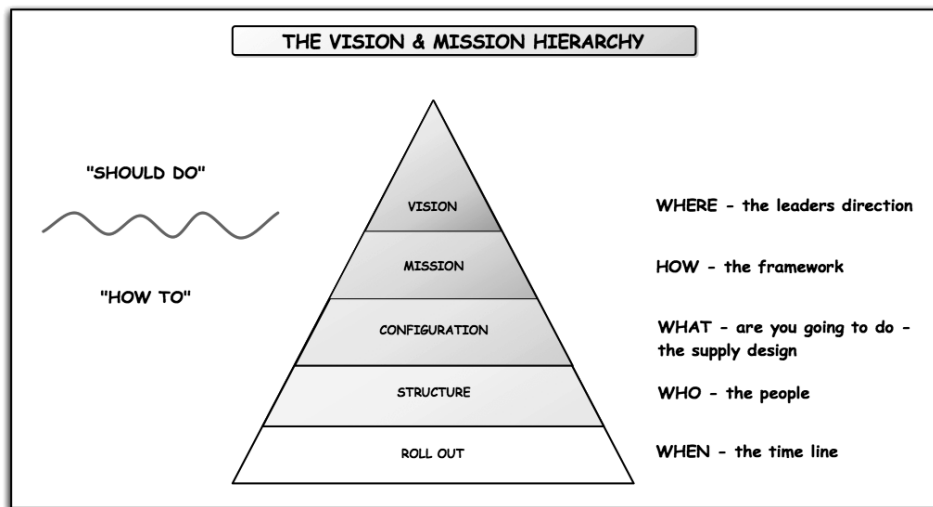 THE VISION & MISSION HIERARCHY
"SHOULD DO"
"HOW TO"
VISION
WHERE - the leaders direction
MISSION
HOW - the framework
CONFIGURATION
WHAT - are you going to do -
the supply design
STRUCTURE
WHO - the people
ROLL OUT
WHEN - the time line